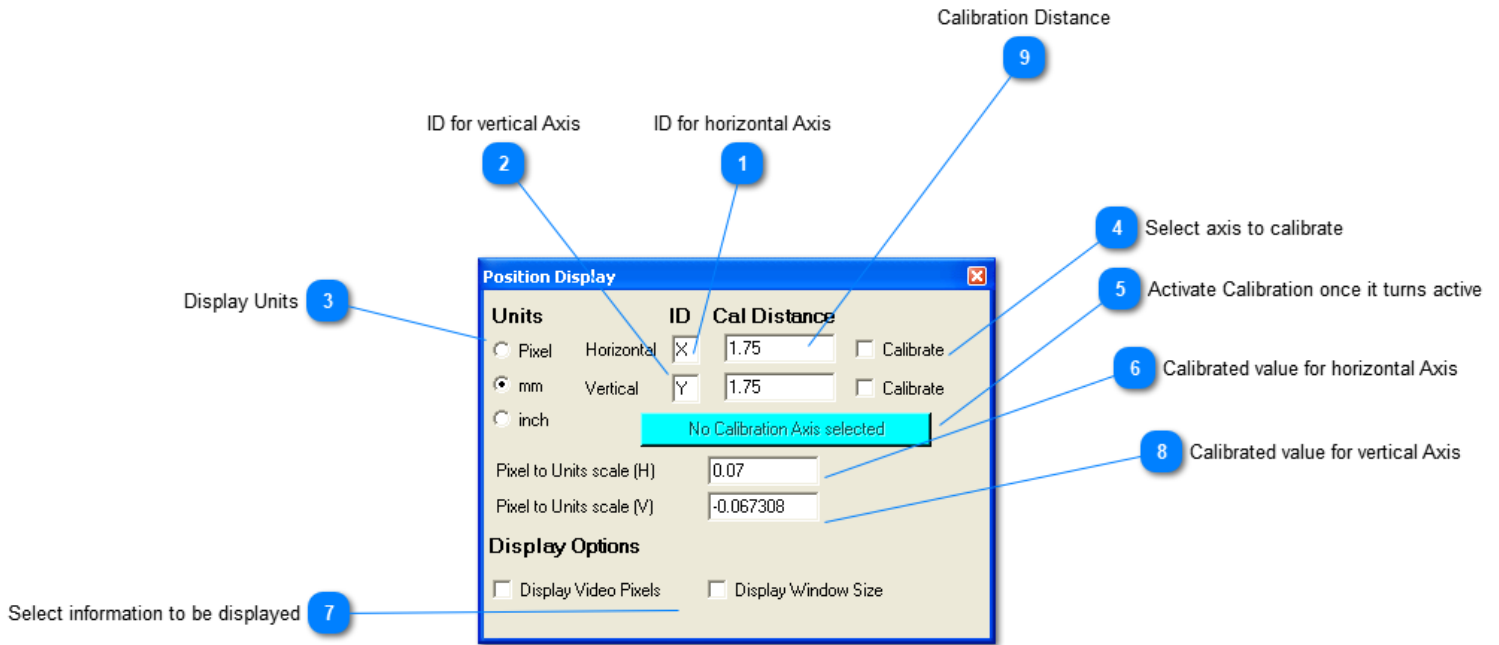 Calibration Distance
9
ID for vertical Axis
ID for horizontal Axis
2
1
4
Select axis to calibrate
Position Display
Display Units
3
5
Activate Calibration once it turns active
Units ID Cal Distance
Pixel Horizontal X 1.75 Calibrate
6
Calibrated value for horizontal Axis
mm Vertical Y 1.75 Calibrate
inch
No Calibration Axis selected
8
Calibrated value for vertical Axis
Pixel to Units scale (H) 0.07
Pixel to Units scale (V) -0.067308
Display Options
Display Video Pixels Display Window Size
Select information to be displayed
7